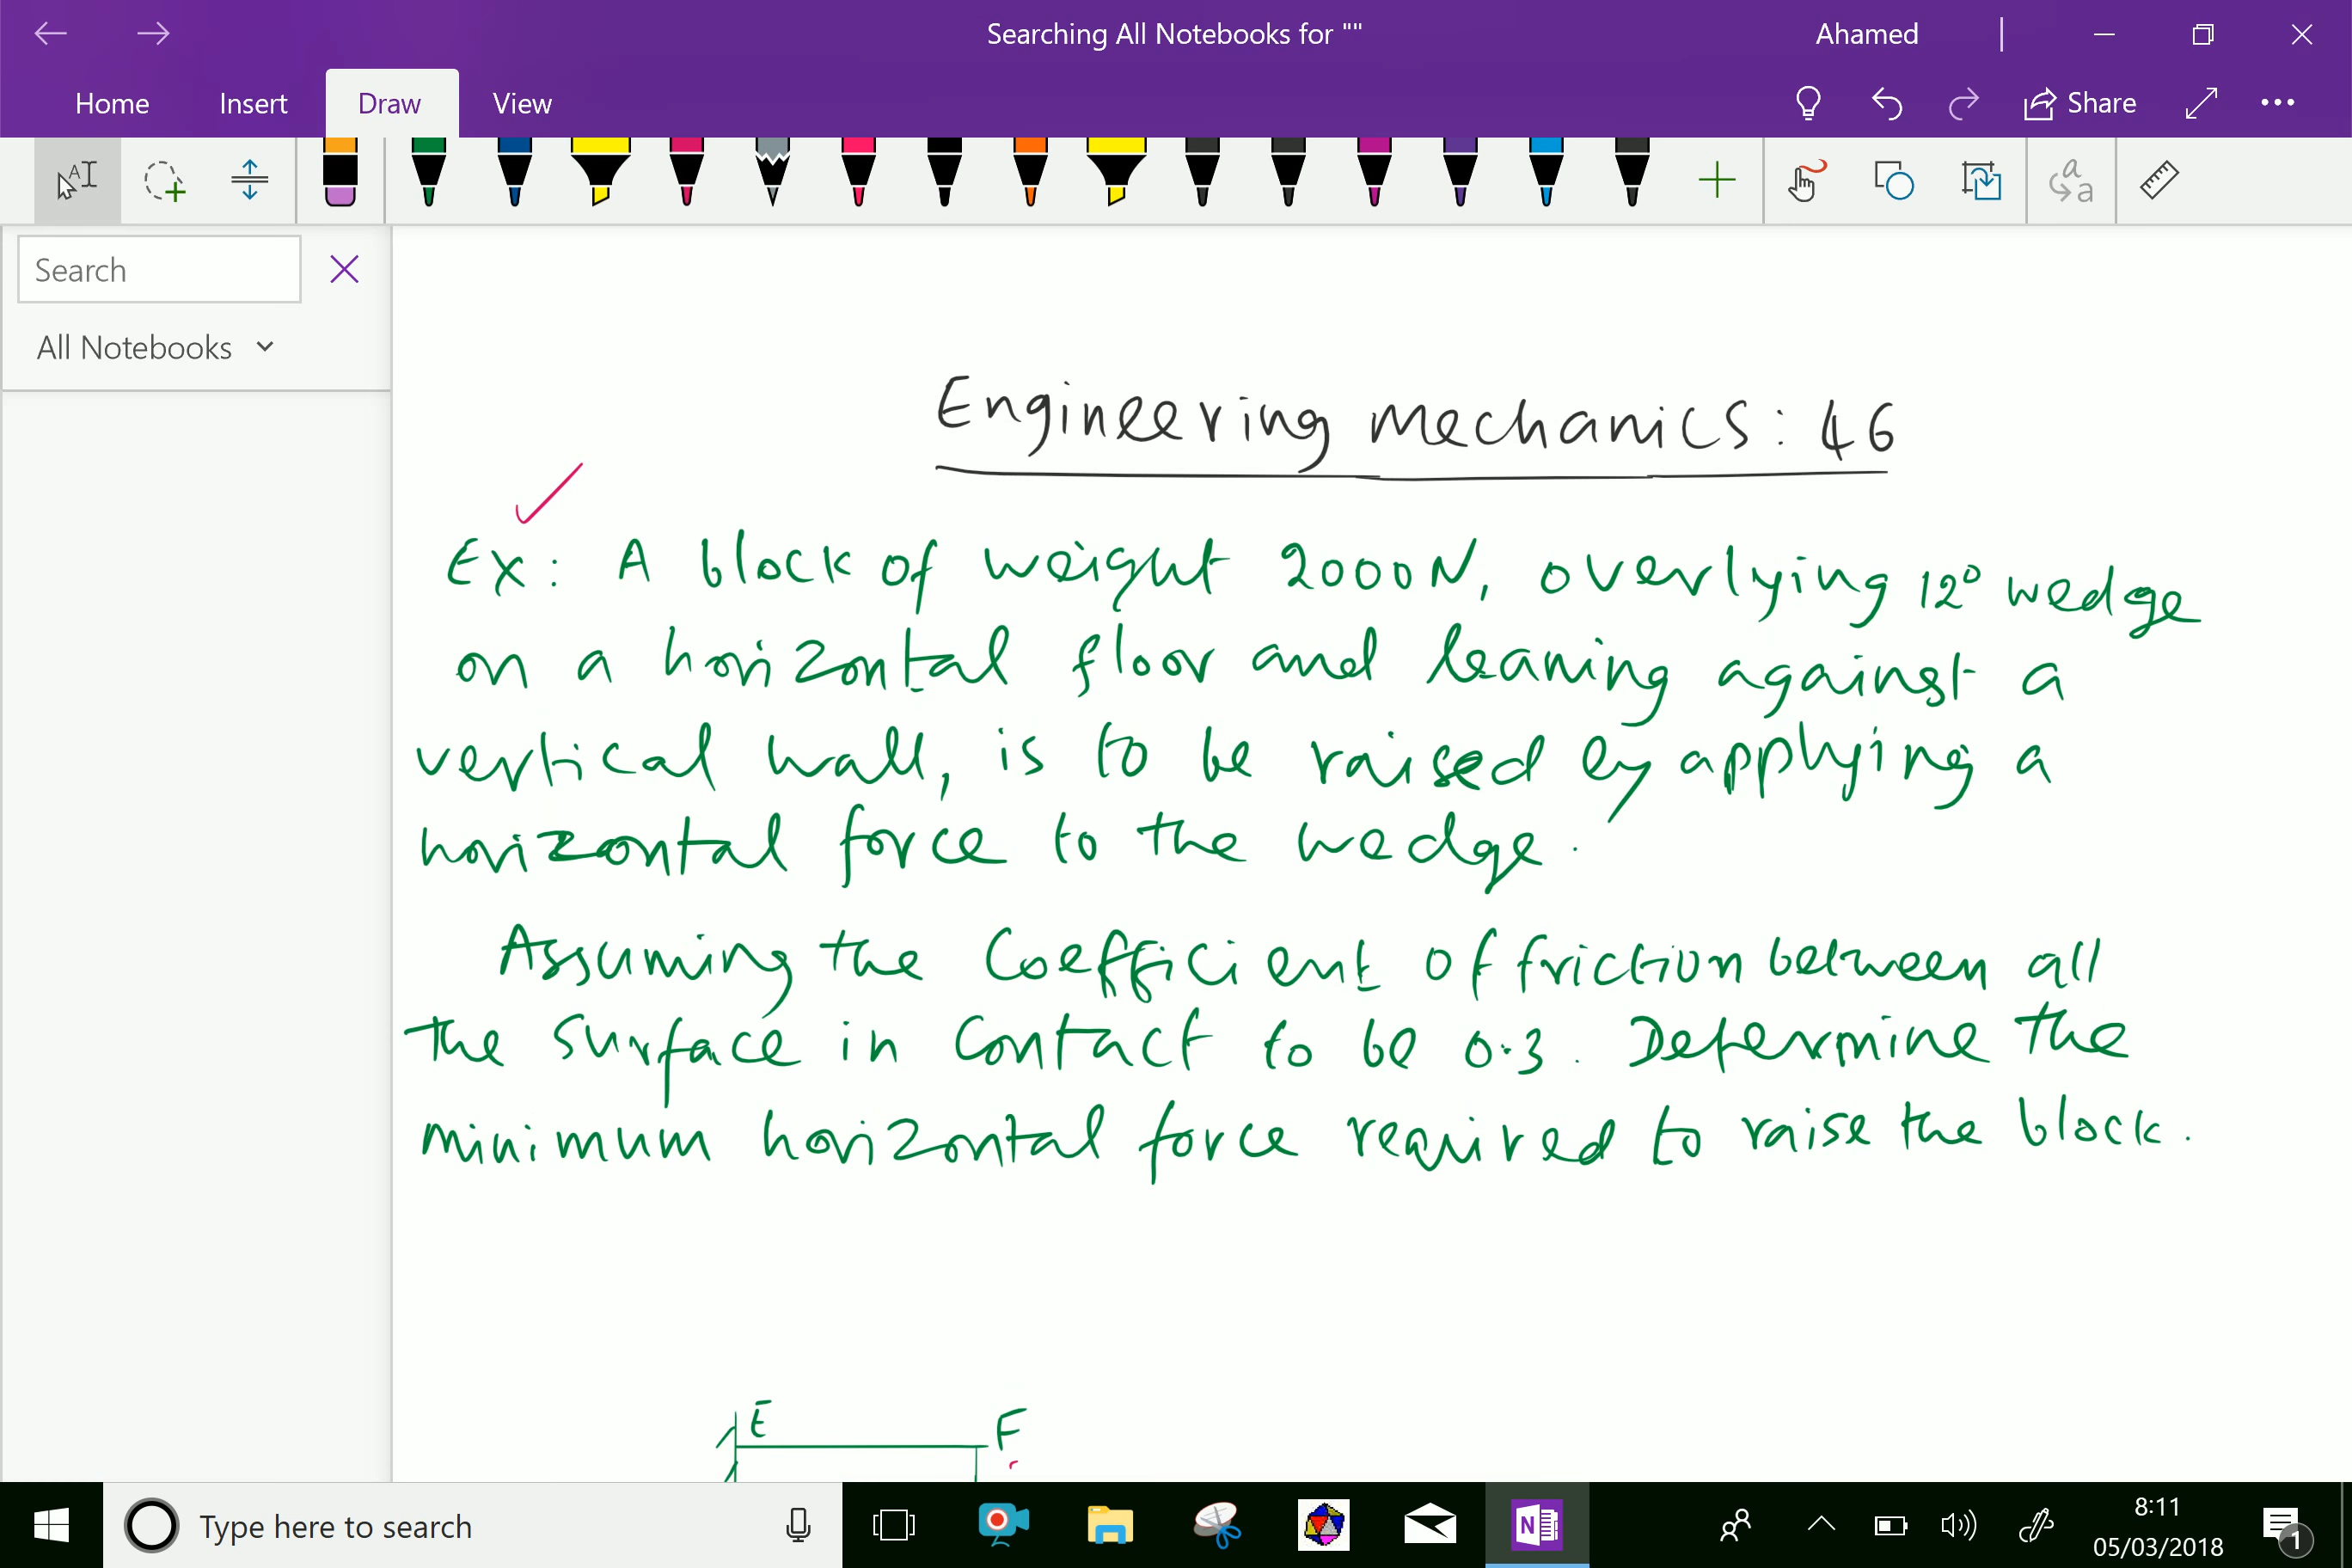 Searching All Notebooks for ""
Ahamed
Home Insert Draw View
Share
Search
All Notebooks
Engineering Mechanics: 46
Ex: A block of weight 2000N, overlying 12° wedge
on a horizontal floor and leaning against a
vertical wall, is to be raised by applying a
horizontal force to the wedge.
Assuming the Coefficient of friction between all
the surface in Contact to be 0.3. Determine the
minimum horizontal force required to raise the block.
E
F
Type here to search
8:11
05/03/2018
1